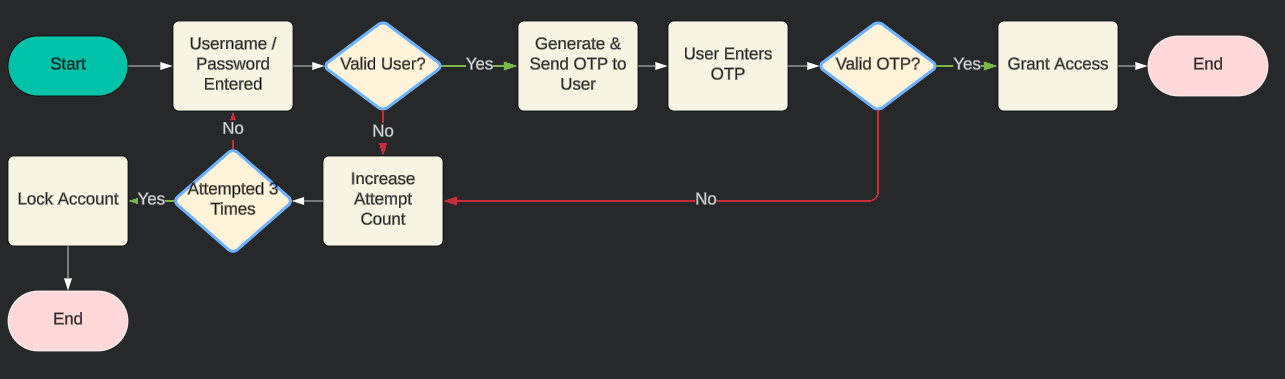 Start
Username /
Password
Entered
Valid User?
Yes
Generate &
Send OTP to
User
User Enters
OTP
Valid OTP?
Yes
Grant Access
End
No
No
Lock Account
Yes
Attempted 3
Times
Increase
Attempt
Count
No
End